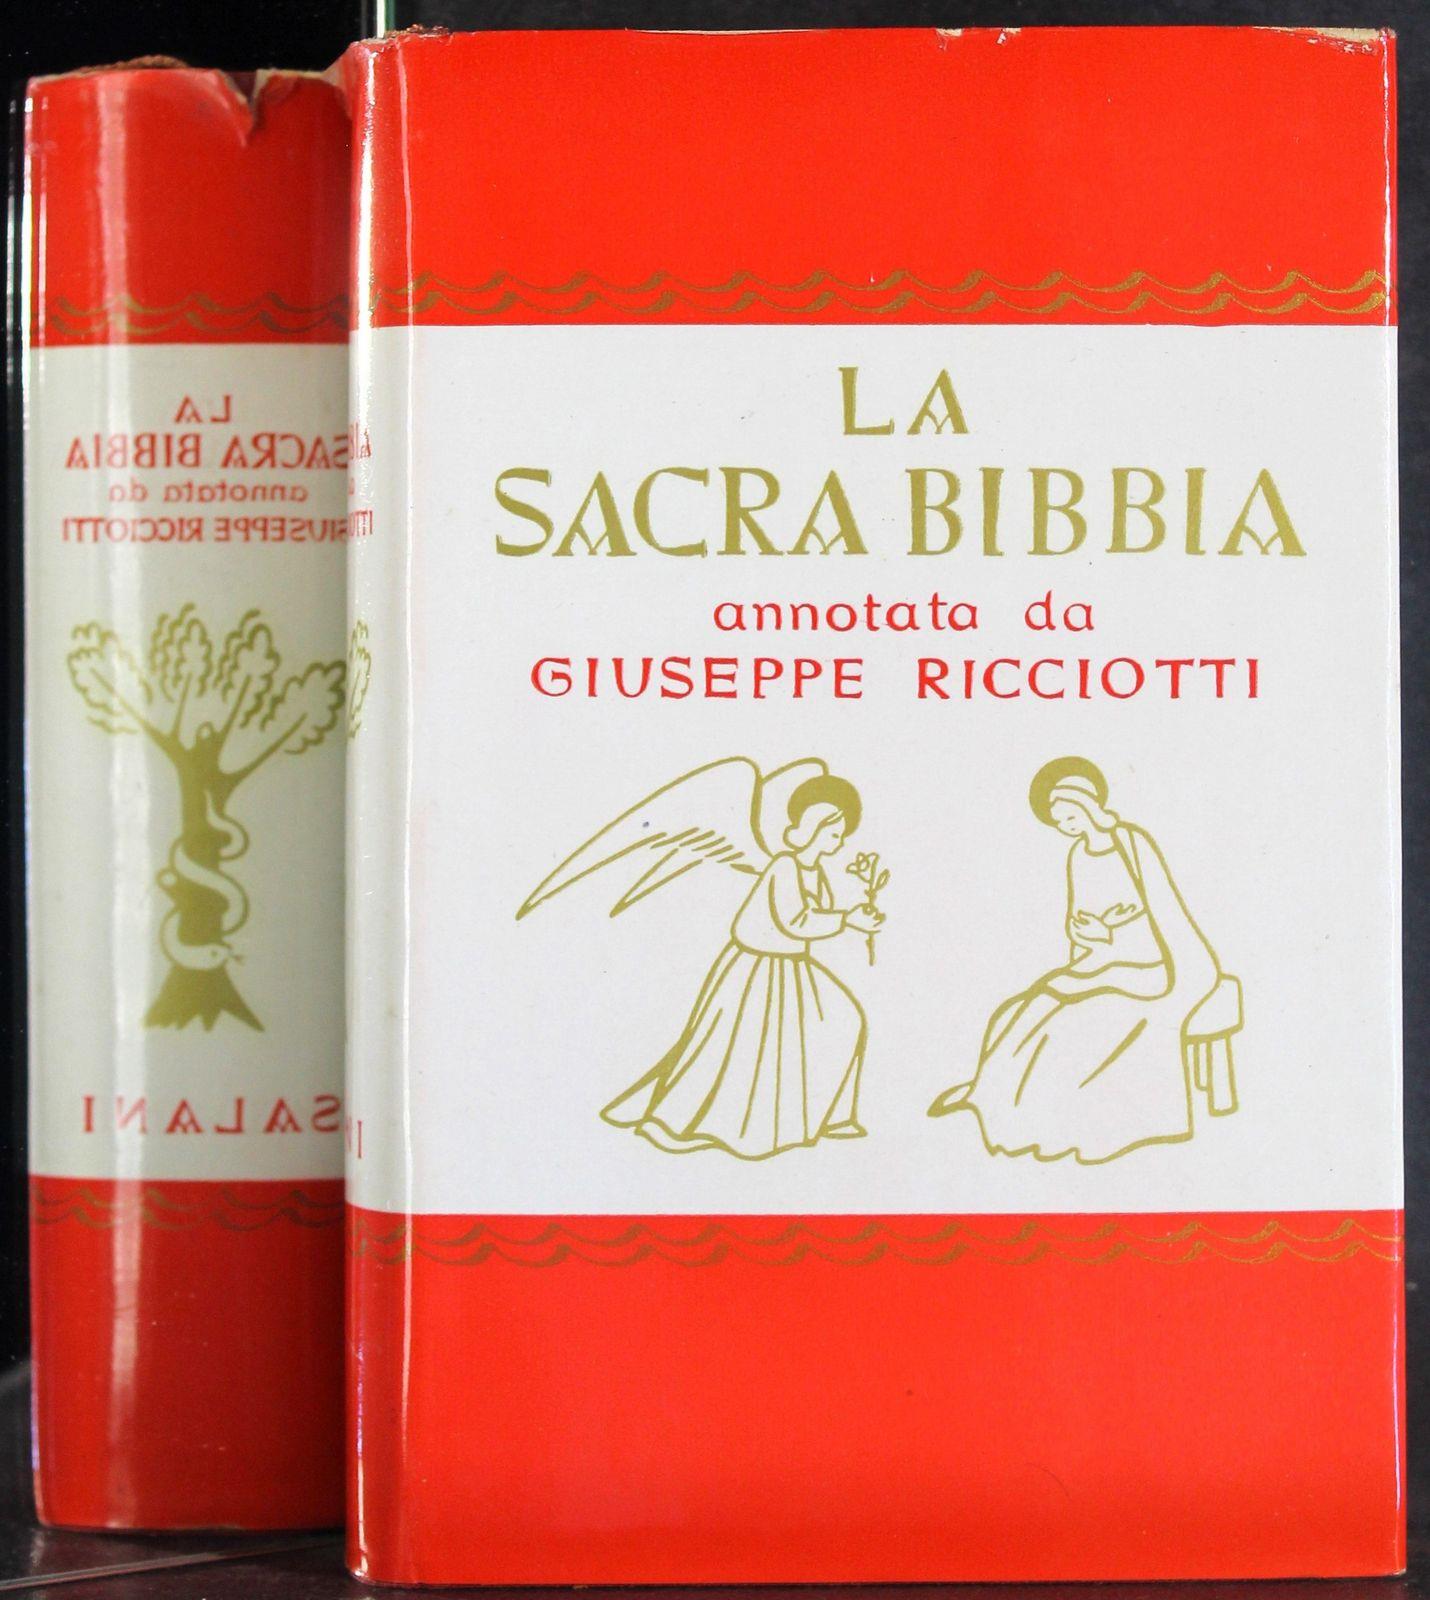 LA
SACRA BIBBIA
annotata da
GIUSEPPE RICCIOTTI
LA
SACRA BIBBIA
annotata da
GIUSEPPE RICCIOTTI
SALANI